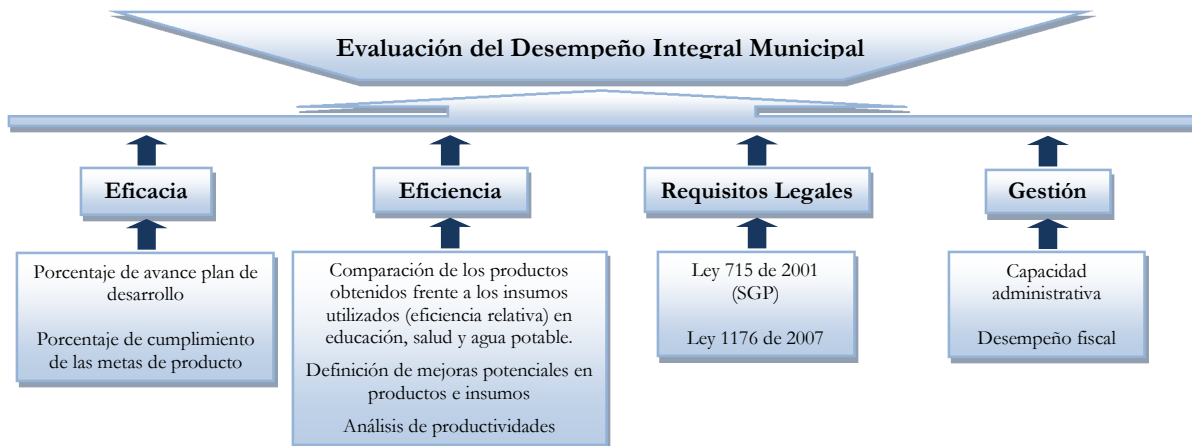 Evaluación del Desempeño Integral Municipal
Eficacia
Porcentaje de avance plan de
desarrollo
Porcentaje de cumplimiento
de las metas de producto
Eficiencia
Comparación de los productos
obtenidos frente a los insumos
utilizados (eficiencia relativa) en
educación, salud y agua potable.
Definición de mejoras potenciales en
productos e insumos
Análisis de productividades
Requisitos Legales
Ley 715 de 2001
(SGP)
Ley 1176 de 2007
Gestión
Capacidad
administrativa
Desempeño fiscal